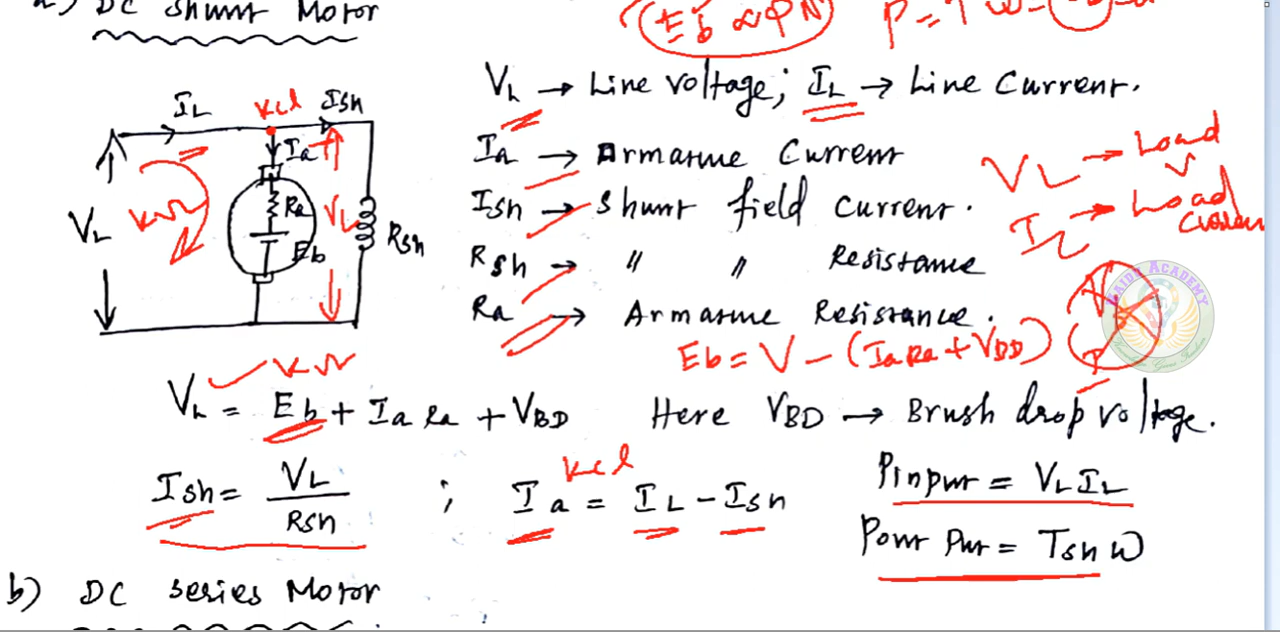 a) DC Shunt Motor
Eb ∝ φN
IL
KCL
Ish
Ia
VL
KVL
Ra
VL
Eb
Rsh
VL → Line voltage; IL → Line Current.
Ia → Armature Current
Ish → Shunt field current.
Rsh → 〃 〃 Resistance
Ra → Armature Resistance.
VL → Load V
IL → Load Current
Eb = V - (IaRa + VBD)
KVL
VL = Eb + Ia Ra + VBD Here VBD → Brush drop voltage.
Ish = VL / Rsh ; Ia = IL - Ish
KCL
Pinput = VL IL
Pout Put = Tsh ω
b) DC series Motor
ACADEMY